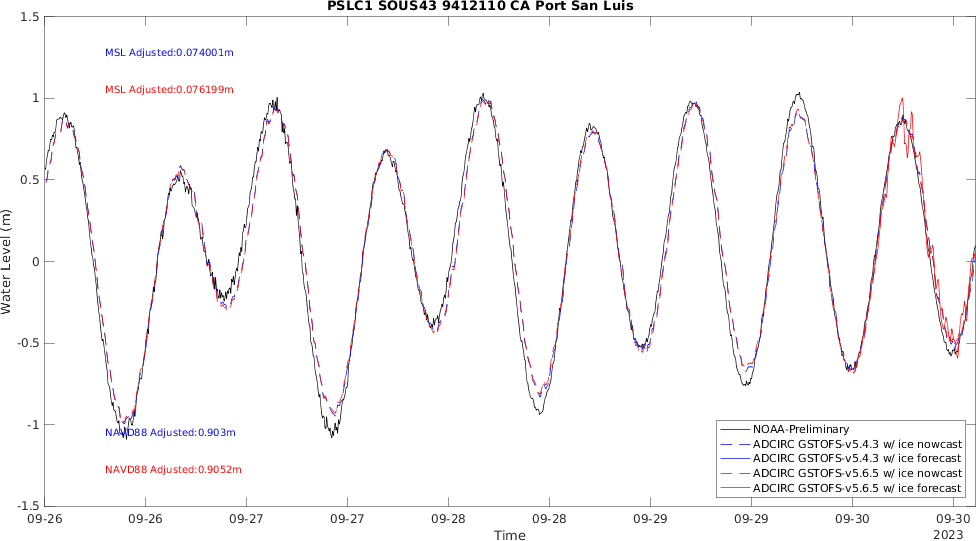 PSLC1 SOUS43 9412110 CA Port San Luis
1.5
MSL Adjusted:0.074001m
MSL Adjusted:0.076199m
1
0.5
Water Level (m)
0
-0.5
-1
NAVD88 Adjusted:0.903m
NAVD88 Adjusted:0.9052m
-1.5
NOAA-Preliminary
ADCIRC GSTOFS-v5.4.3 w/ ice nowcast
ADCIRC GSTOFS-v5.4.3 w/ ice forecast
ADCIRC GSTOFS-v5.6.5 w/ ice nowcast
ADCIRC GSTOFS-v5.6.5 w/ ice forecast
09-26 09-26 09-27 09-27 09-28 09-28 09-29 09-29 09-30 09-30
Time
2023